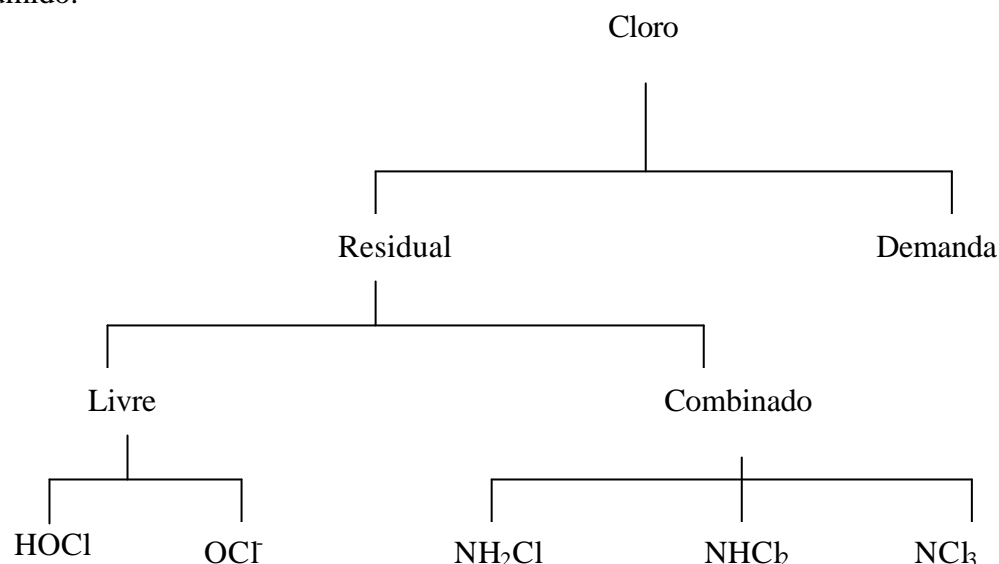 Cloro
Residual Demanda
Livre Combinado
HOCl OCl⁻ NH₂Cl NHCl₂ NCl₃